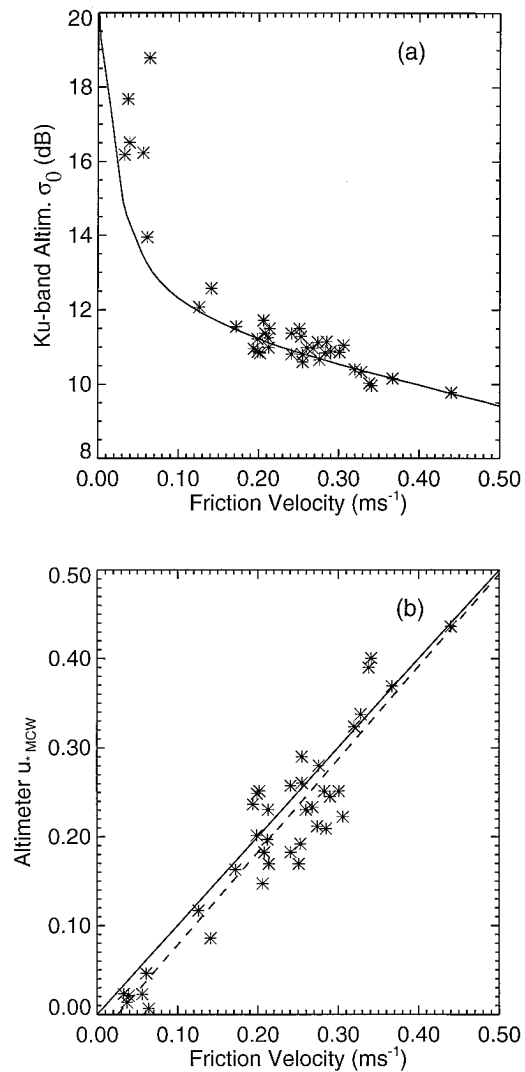 (a)
20
18
16
14
12
10
8
Ku-band Altim. σ₀ (dB)
0.00 0.10 0.20 0.30 0.40 0.50
Friction Velocity (ms⁻¹)
(b)
0.50
0.40
0.30
0.20
0.10
0.00
Altimeter u*MCW
0.00 0.10 0.20 0.30 0.40 0.50
Friction Velocity (ms⁻¹)